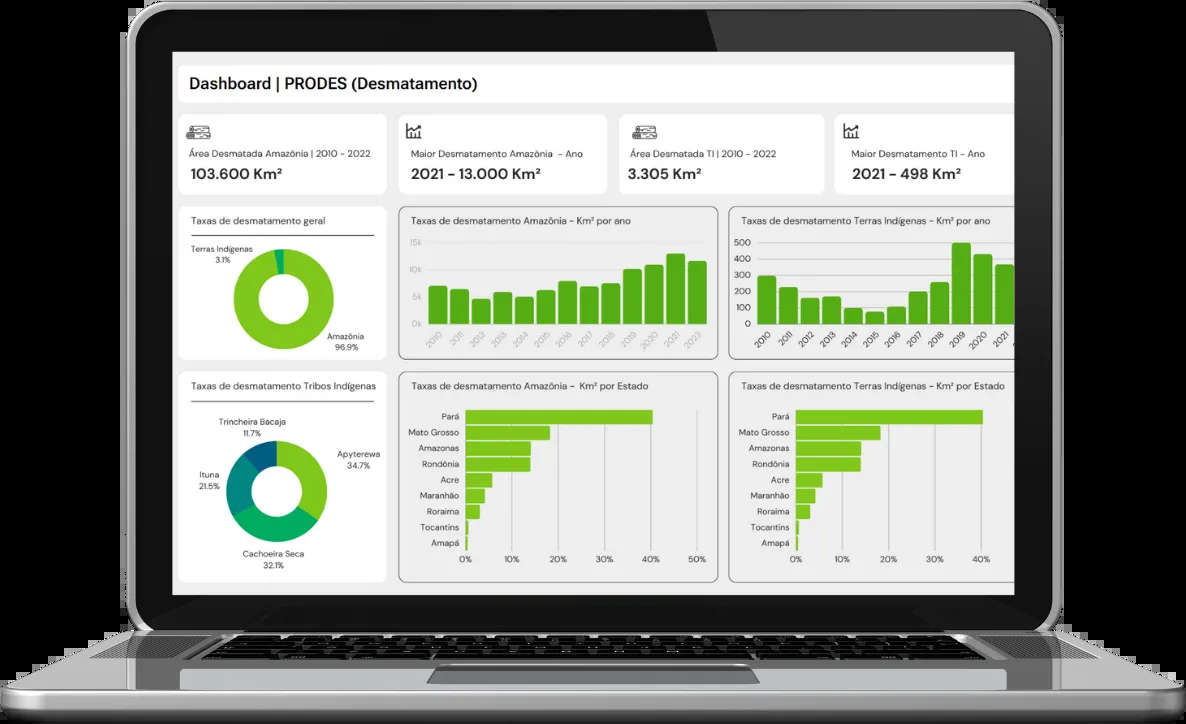 Dashboard | PRODES (Desmatamento)
Área Desmatada Amazônia | 2010 - 2022
103.600 Km²
Maior Desmatamento Amazônia - Ano
2021 - 13.000 Km²
Área Desmatada TI | 2010 - 2022
3.305 Km²
Maior Desmatamento TI - Ano
2021 - 498 Km²
Taxas de desmatamento geral
Terras Indígenas
3.1%
Amazônia
96.9%
Taxas de desmatamento Amazônia - Km² por ano
15k
10k
5k
0k
2010 2011 2012 2013 2014 2015 2016 2017 2018 2019 2020 2021 2022
Taxas de desmatamento Terras Indígenas - Km² por ano
500
400
300
200
100
0
2010 2011 2012 2013 2014 2015 2016 2017 2018 2019 2020 2021
Taxas de desmatamento Tribos Indígenas
Trincheira Bacaja
11.7%
Apyterewa
34.7%
Ituna
21.5%
Cachoeira Seca
32.1%
Taxas de desmatamento Amazônia - Km² por Estado
Pará
Mato Grosso
Amazonas
Rondônia
Acre
Maranhão
Roraima
Tocantins
Amapá
0% 10% 20% 30% 40% 50%
Taxas de desmatamento Terras Indígenas - Km² por Estado
Pará
Mato Grosso
Amazonas
Rondônia
Acre
Maranhão
Roraima
Tocantins
Amapá
0% 10% 20% 30% 40%